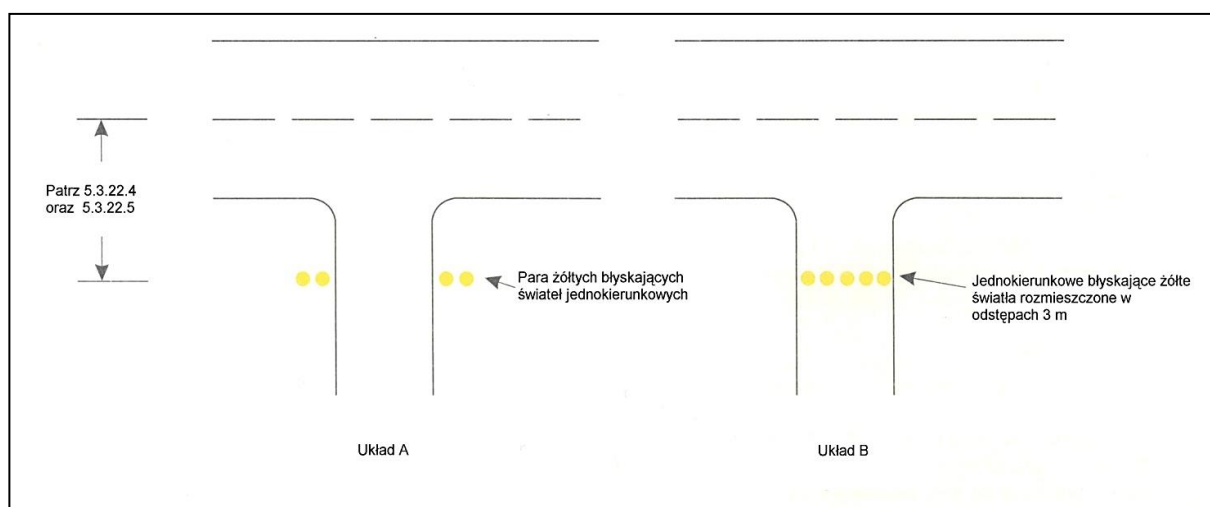 Patrz 5.3.22.4
oraz 5.3.22.5
Para żółtych błyskających
świateł jednokierunkowych
Jednokierunkowe błyskające żółte
światła rozmieszczone w
odstępach 3 m
Układ A
Układ B